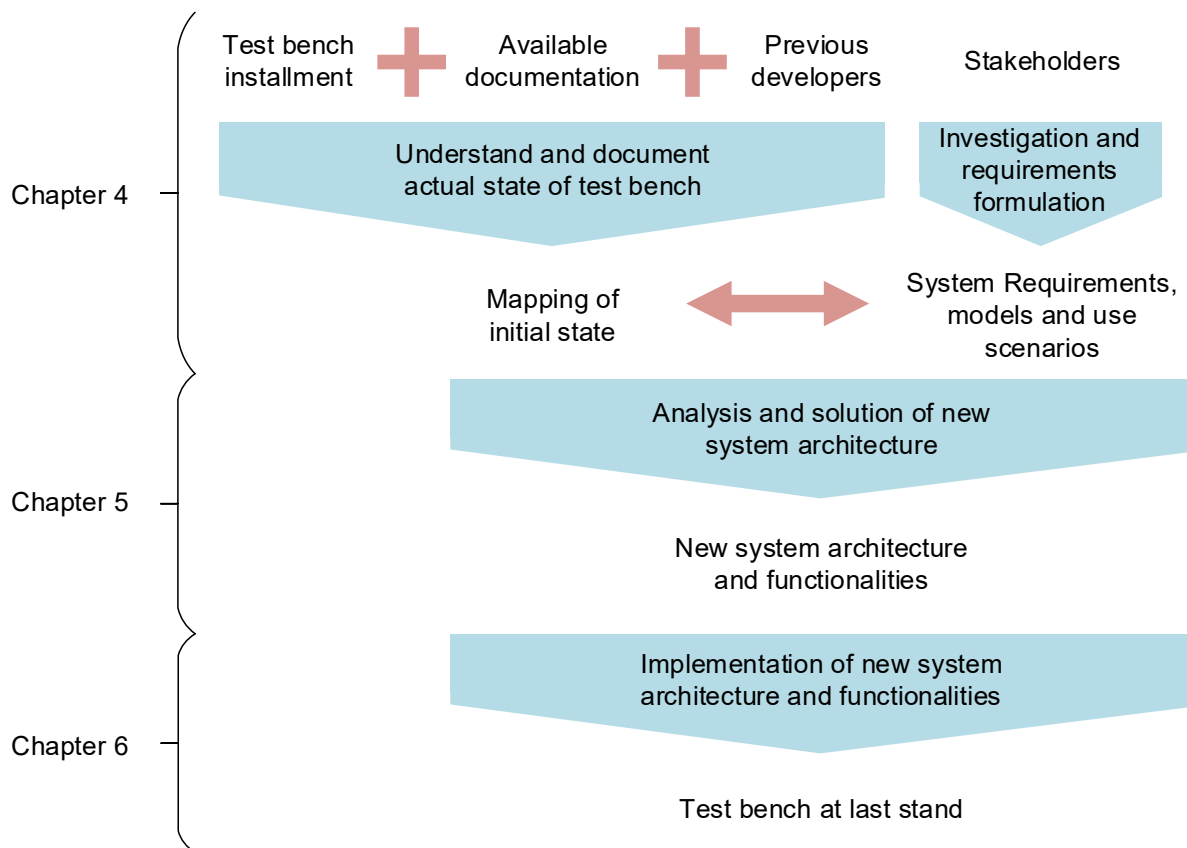 Test bench
installment
Available
documentation
Previous
developers
Stakeholders
Chapter 4
Understand and document
actual state of test bench
Investigation and
requirements
formulation
Mapping of
initial state
System Requirements,
models and use
scenarios
Chapter 5
Analysis and solution of new
system architecture
New system architecture
and functionalities
Chapter 6
Implementation of new system
architecture and functionalities
Test bench at last stand